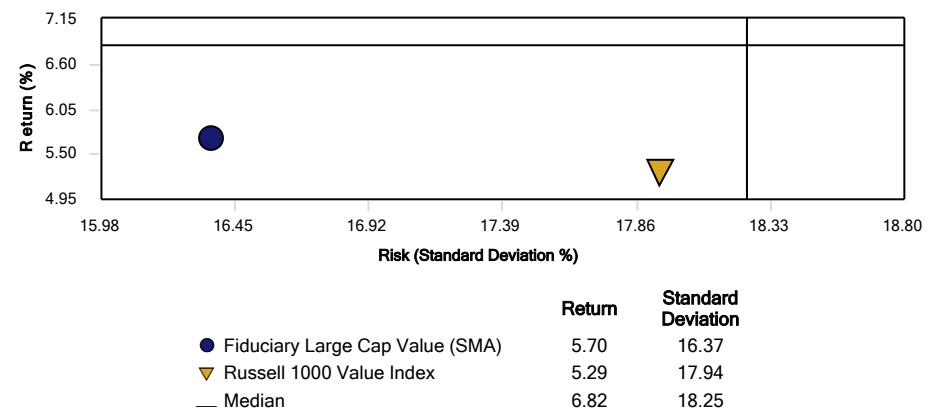 7.15
6.60
6.05
5.50
4.95
Return (%)
15.98 16.45 16.92 17.39 17.86 18.33 18.80
Risk (Standard Deviation %)
Return Standard Deviation
Fiduciary Large Cap Value (SMA) 5.70 16.37
Russell 1000 Value Index 5.29 17.94
Median 6.82 18.25